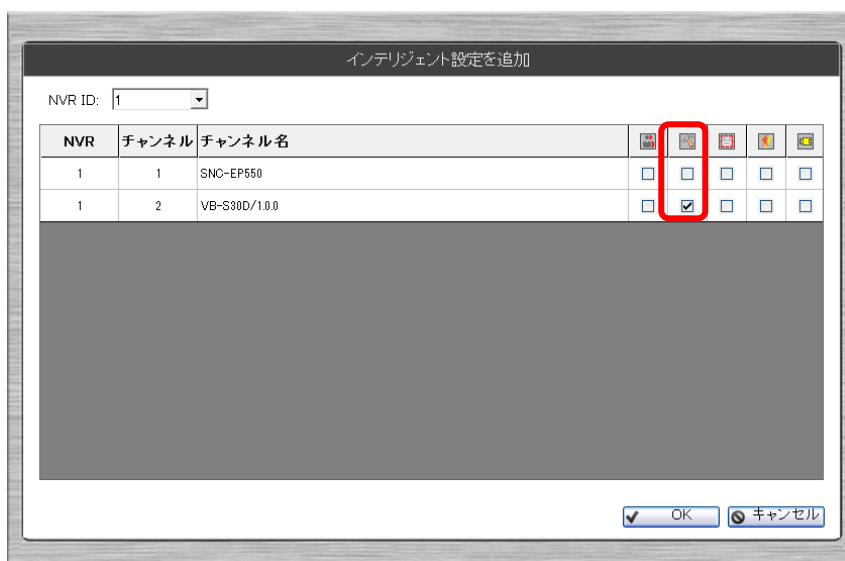 インテリジェント設定を追加
NVR ID: 1
NVR チャンネル チャンネル名
1 1 SNC-EP550
1 2 VB-S30D/1.0.0
OK キャンセル